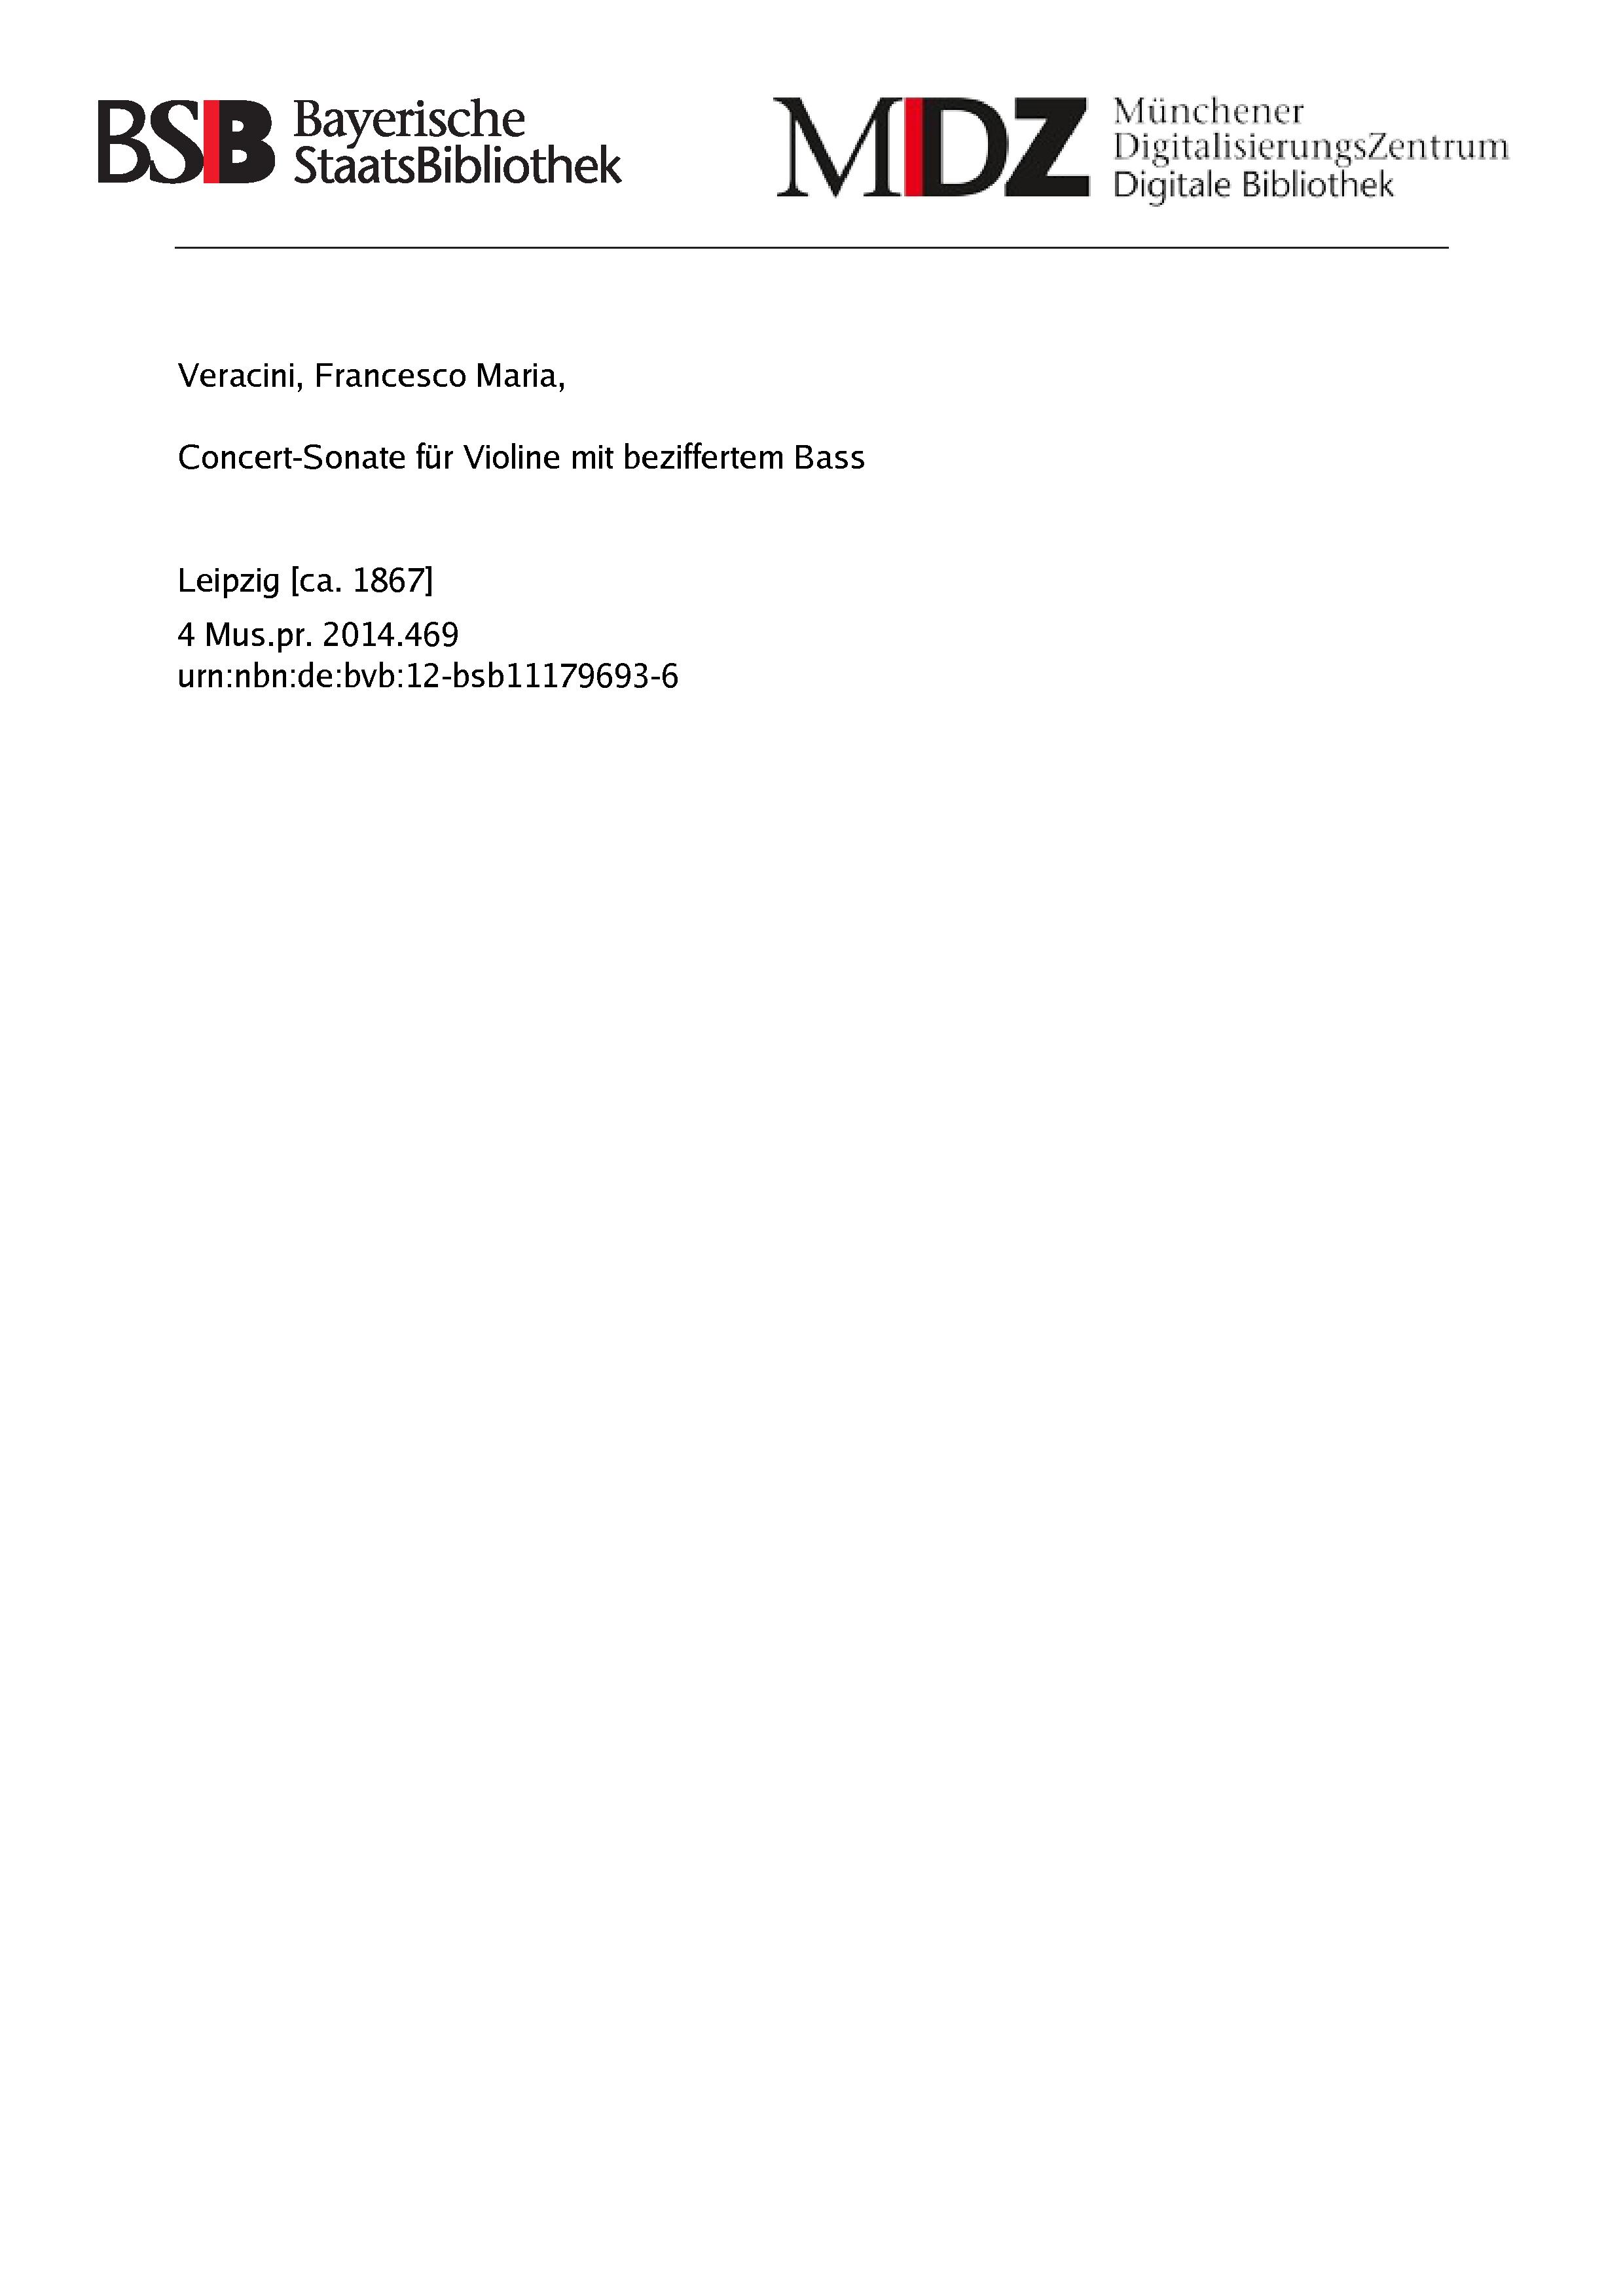 BSB Bayerische
StaatsBibliothek
MDZ Münchener
DigitalisierungsZentrum
Digitale Bibliothek
Veracini, Francesco Maria,
Concert-Sonate für Violine mit beziffertem Bass
Leipzig [ca. 1867]
4 Mus.pr. 2014.469
urn:nbn:de:bvb:12-bsb11179693-6